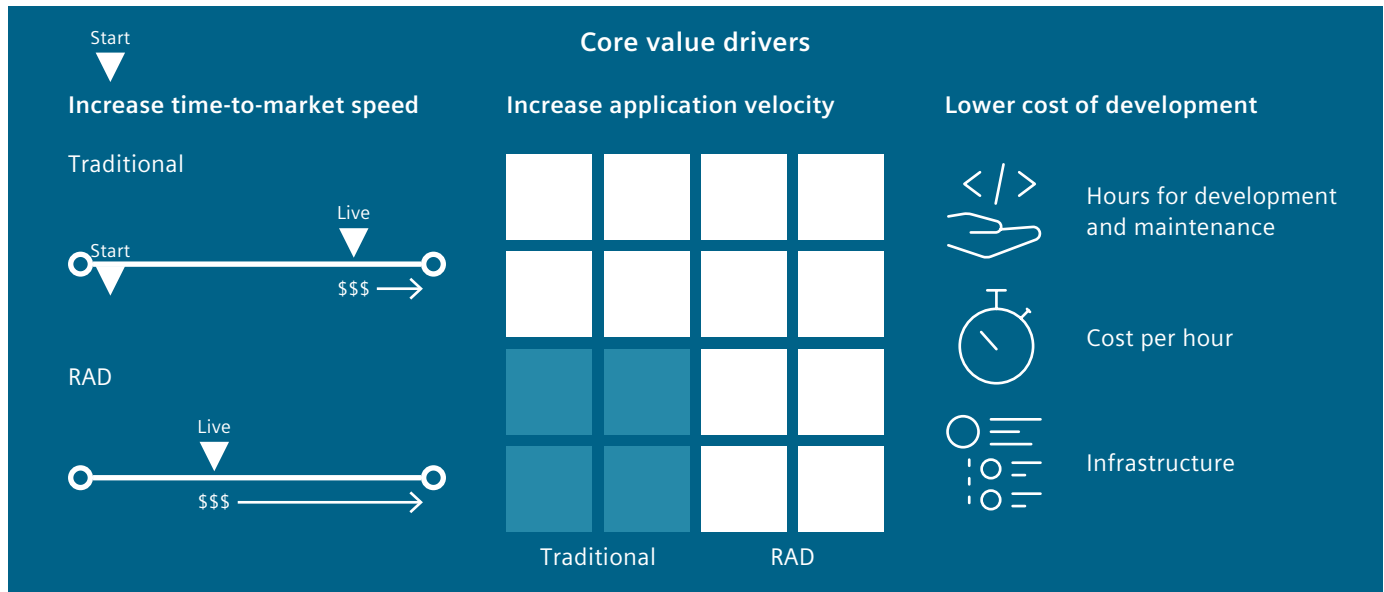 Start
Core value drivers
Increase time-to-market speed
Traditional
Live
Start
$$$
RAD
Live
$$$
Increase application velocity
Traditional
RAD
Lower cost of development
</>
Hours for development
and maintenance
Cost per hour
Infrastructure